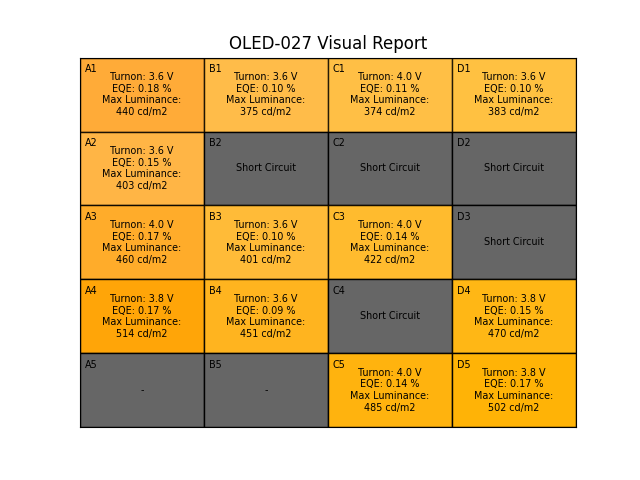 OLED-027 Visual Report
A1
Turnon: 3.6 V
EQE: 0.18 %
Max Luminance:
440 cd/m2
B1
Turnon: 3.6 V
EQE: 0.10 %
Max Luminance:
375 cd/m2
C1
Turnon: 4.0 V
EQE: 0.11 %
Max Luminance:
374 cd/m2
D1
Turnon: 3.6 V
EQE: 0.10 %
Max Luminance:
383 cd/m2
A2
Turnon: 3.6 V
EQE: 0.15 %
Max Luminance:
403 cd/m2
B2
Short Circuit
C2
Short Circuit
D2
Short Circuit
A3
Turnon: 4.0 V
EQE: 0.17 %
Max Luminance:
460 cd/m2
B3
Turnon: 3.6 V
EQE: 0.10 %
Max Luminance:
401 cd/m2
C3
Turnon: 4.0 V
EQE: 0.14 %
Max Luminance:
422 cd/m2
D3
Short Circuit
A4
Turnon: 3.8 V
EQE: 0.17 %
Max Luminance:
514 cd/m2
B4
Turnon: 3.6 V
EQE: 0.09 %
Max Luminance:
451 cd/m2
C4
Short Circuit
D4
Turnon: 3.8 V
EQE: 0.15 %
Max Luminance:
470 cd/m2
A5
-
B5
-
C5
Turnon: 4.0 V
EQE: 0.14 %
Max Luminance:
485 cd/m2
D5
Turnon: 3.8 V
EQE: 0.17 %
Max Luminance:
502 cd/m2